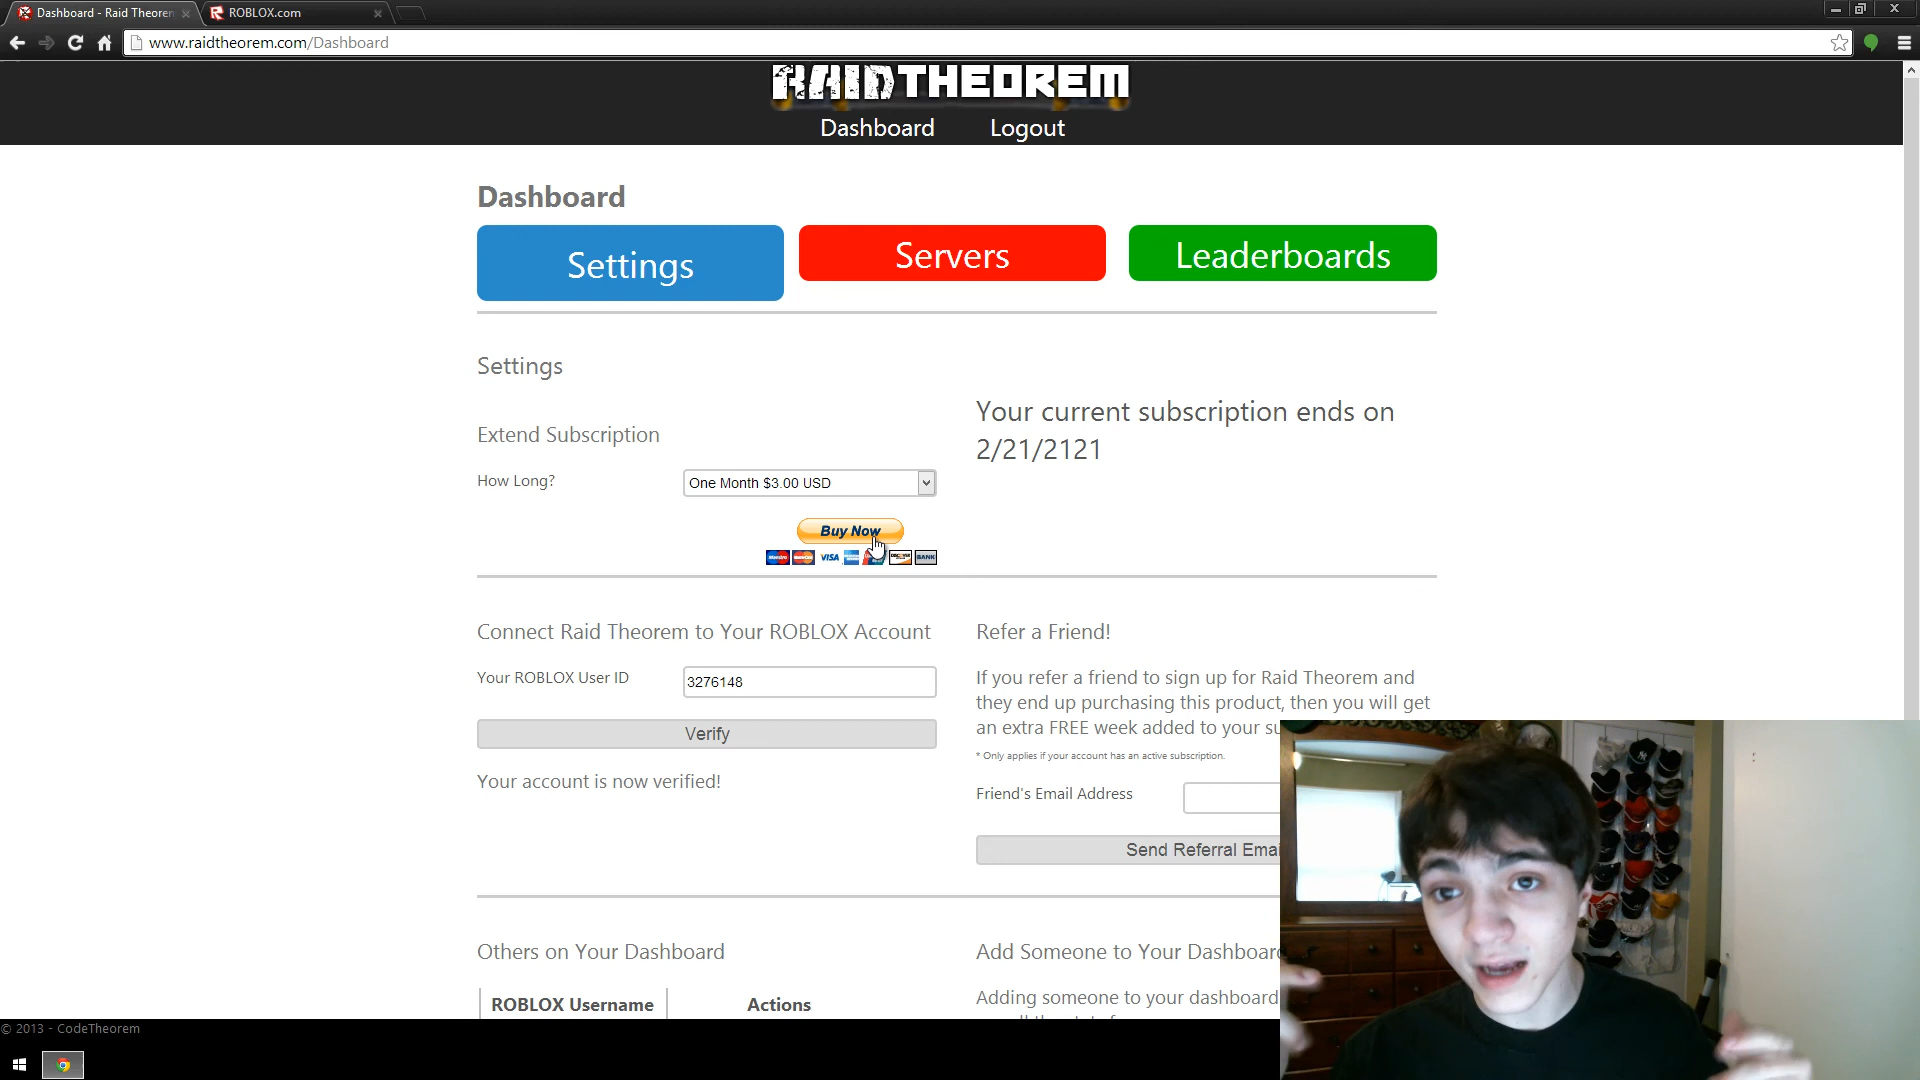 Dashboard - Raid Theorem
ROBLOX.com
www.raidtheorem.com/Dashboard
RAIDTHEOREM
Dashboard Logout
Dashboard
Settings Servers Leaderboards
Settings
Extend Subscription
How Long?
One Month $3.00 USD
Buy Now
VISA
BANK
Your current subscription ends on
2/21/2121
Connect Raid Theorem to Your ROBLOX Account
Your ROBLOX User ID
3276148
Verify
Your account is now verified!
Refer a Friend!
If you refer a friend to sign up for Raid Theorem and
they end up purchasing this product, then you will get
an extra FREE week added to your su
* Only applies if your account has an active subscription.
Friend's Email Address
Send Referral Emai
Others on Your Dashboard
ROBLOX Username Actions
Add Someone to Your Dashboard
Adding someone to your dashboard
© 2013 - CodeTheorem